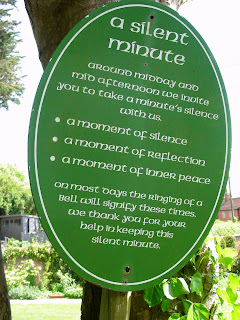 a silent
minute
around midday and
mid afternoon we invite
you to take a minute's silence
with us.
• a moment of silence
• a moment of reflection
• a moment of inner peace
on most days the ringing of a
bell will signify these times.
we thank you for your
help in keeping this
silent minute.